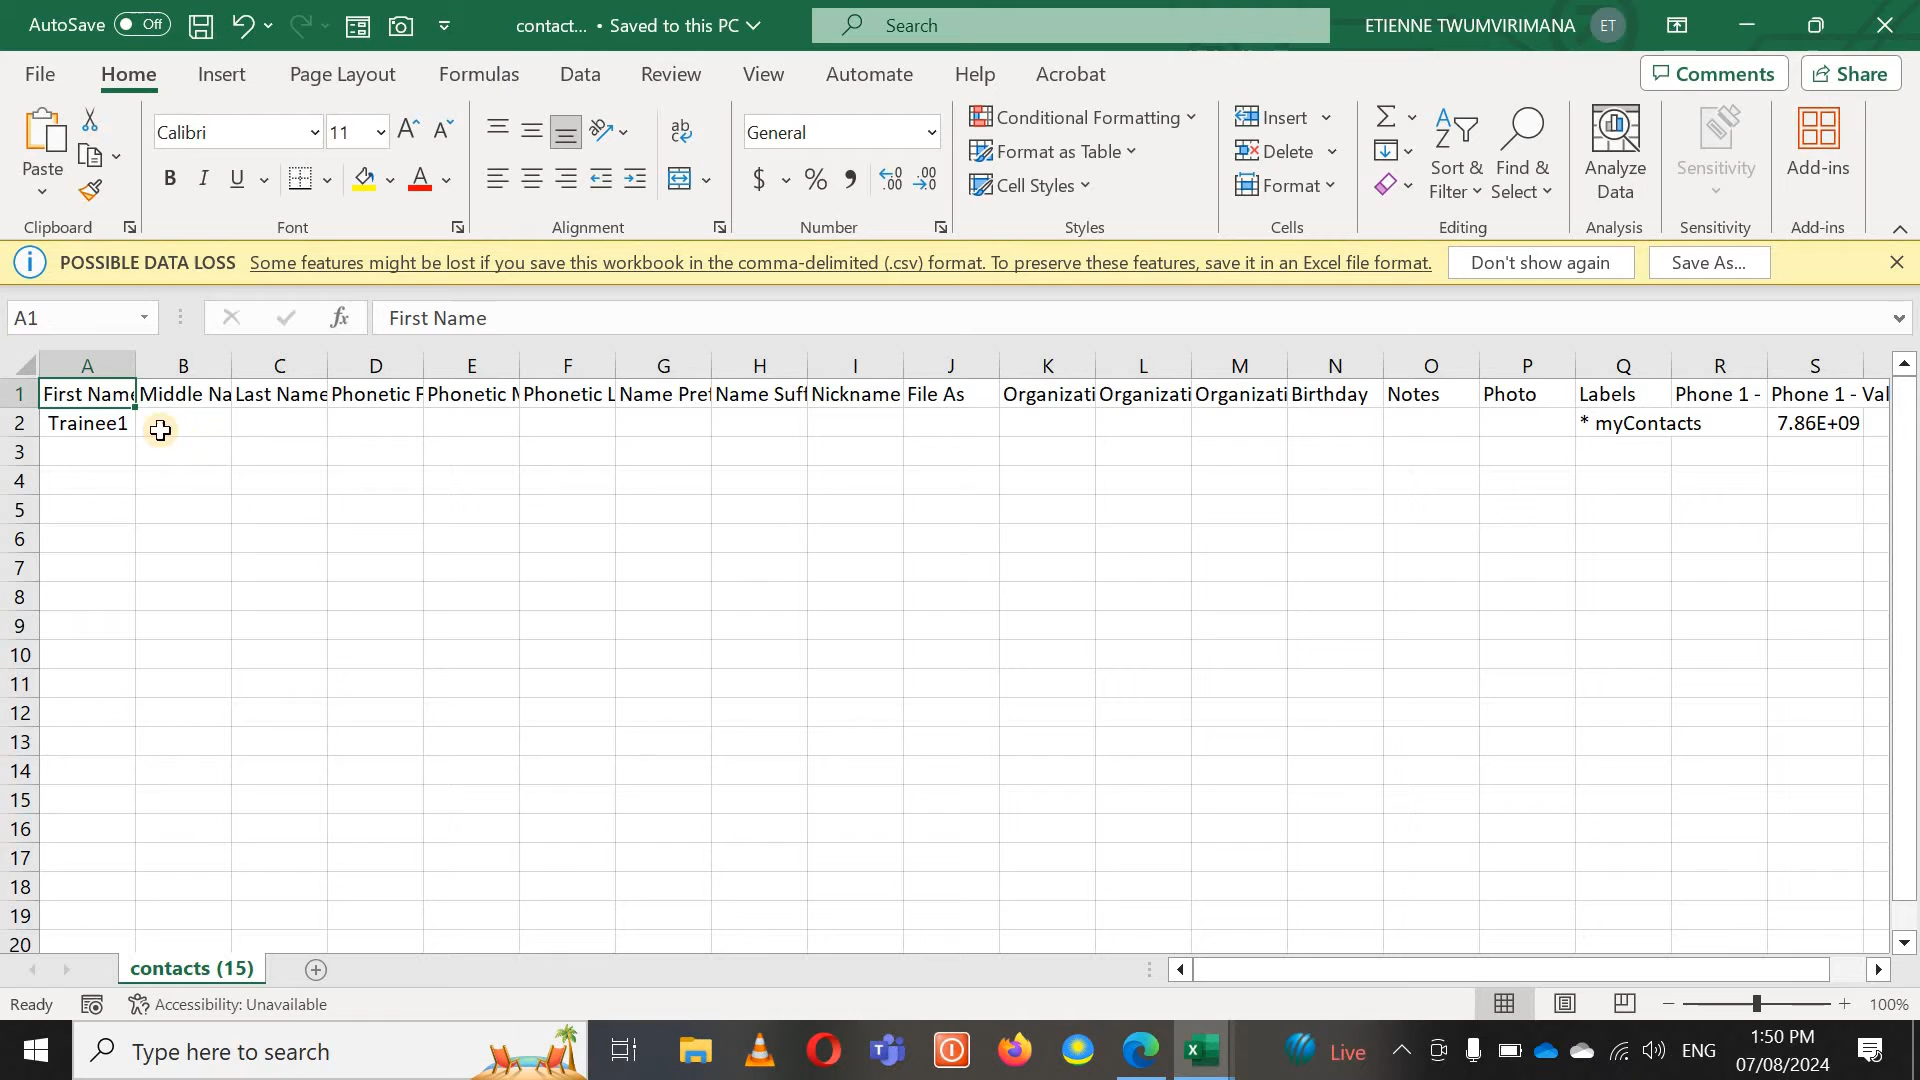 AutoSave Off contact... • Saved to this PC Search ETIENNE TWUMVIRIMANA ET
File Home Insert Page Layout Formulas Data Review View Automate Help Acrobat Comments Share
Paste Calibri 11 General Conditional Formatting Format as Table Cell Styles Insert Delete Format Sort & Filter Find & Select Analyze Data Sensitivity Add-ins
Clipboard Font Alignment Number Styles Cells Editing Analysis Sensitivity Add-ins
POSSIBLE DATA LOSS Some features might be lost if you save this workbook in the comma-delimited (.csv) format. To preserve these features, save it in an Excel file format. Don't show again Save As...
A1 fx First Name
A B C D E F G H I J K L M N O P Q R S
1 First Name Middle Na Last Name Phonetic F Phonetic M Phonetic L Name Pref Name Suff Nickname File As Organizati Organizati Organizati Birthday Notes Photo Labels Phone 1 - Phone 1 - Val
2 Trainee1 * myContacts 7.86E+09
3
4
5
6
7
8
9
10
11
12
13
14
15
16
17
18
19
20
contacts (15)
Ready Accessibility: Unavailable 100%
Type here to search Live ENG 1:50 PM
07/08/2024